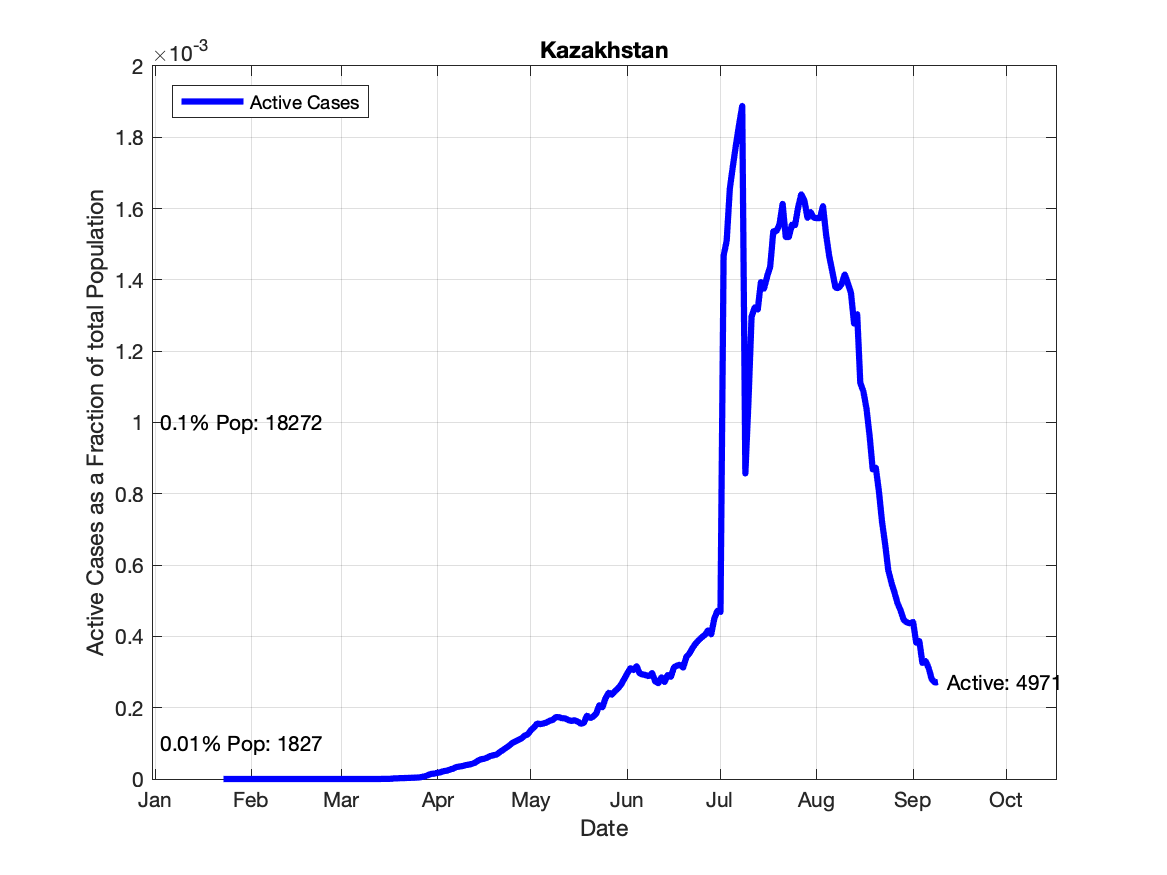 Kazakhstan
×10-3
2
1.8
1.6
1.4
1.2
1
0.8
0.6
0.4
0.2
0
Active Cases as a Fraction of total Population
Active Cases
0.1% Pop: 18272
0.01% Pop: 1827
Active: 4971
Jan Feb Mar Apr May Jun Jul Aug Sep Oct
Date